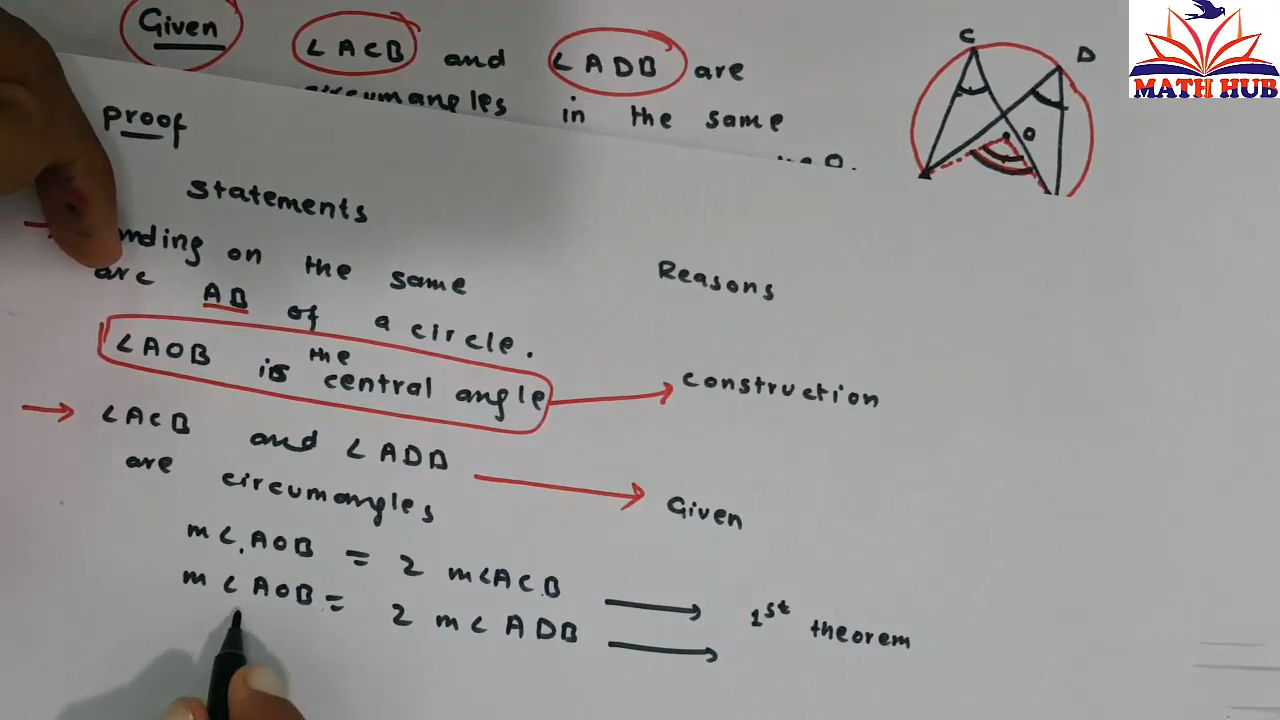 Given ∠ACB and ∠ADB are
circumangles in the same
O.
C
D
O
MATH HUB
proof
Statements
Reasons
on the same
arc AB of a circle.
∠AOB is the central angle
construction
∠ACB and ∠ADB
are circumangles
Given
m∠AOB = 2 m∠ACB
1st theorem
m∠AOB = 2 m∠ADB